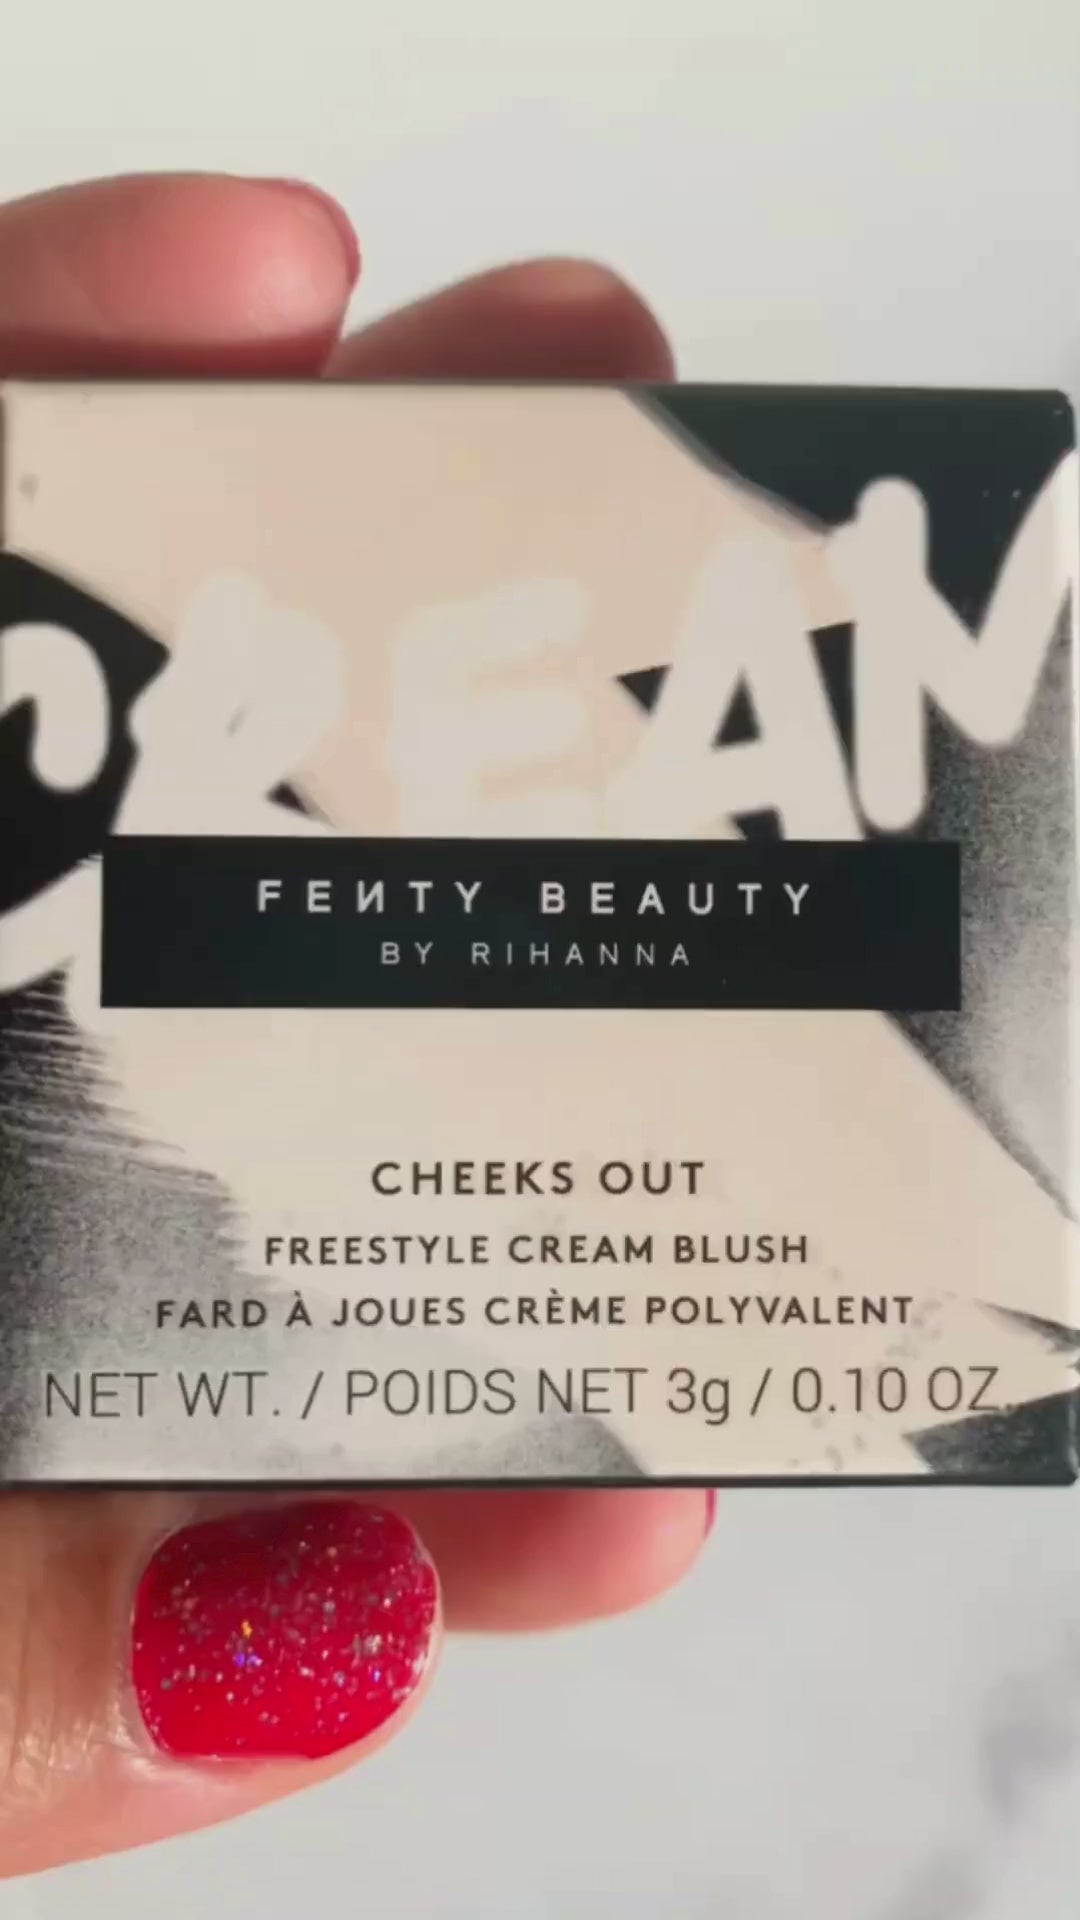 CREAM
FEИTY BEAUTY
BY RIHANNA
CHEEKS OUT
FREESTYLE CREAM BLUSH
FARD À JOUES CRÈME POLYVALENT
NET WT. / POIDS NET 3g / 0.10 OZ.